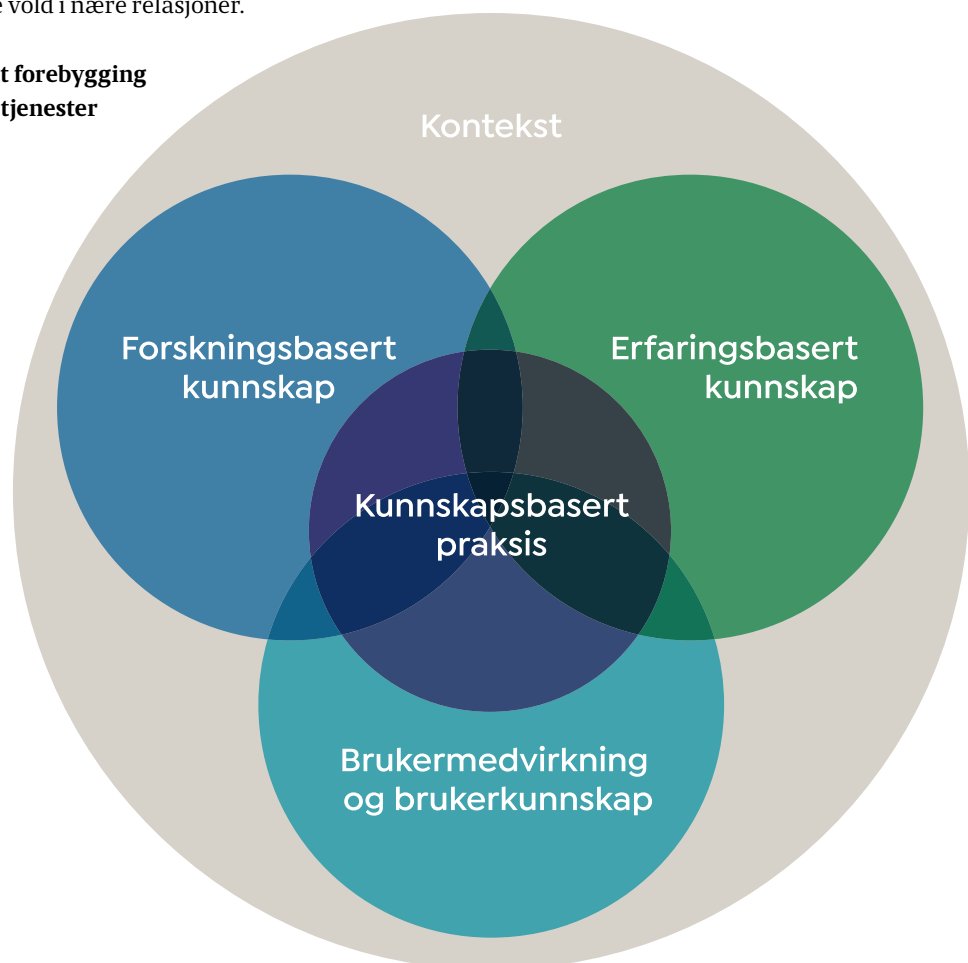 vold i nære relasjoner.
t forebygging
tjenester
Kontekst
Forskningsbasert
kunnskap
Erfaringsbasert
kunnskap
Kunnskapsbasert
praksis
Brukermedvirkning
og brukerkunnskap